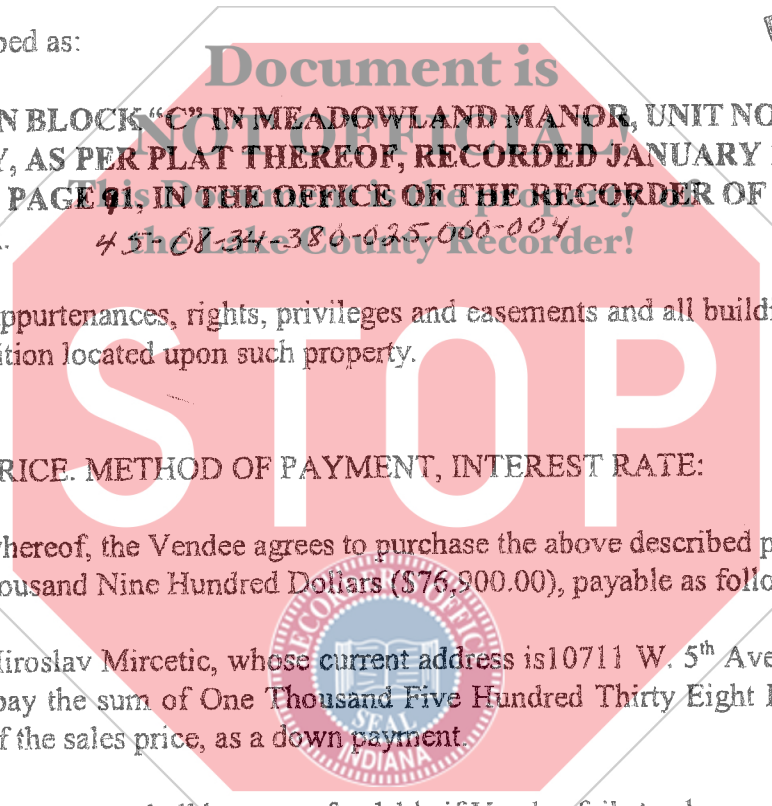 bed as:
Document is
N BLOCK “C” IN MEADOWLAND MANOR, UNIT NO
NOT OFFICIAL!
Y, AS PER PLAT THEREOF, RECORDED JANUARY
PAGE 91, IN THE OFFICE OF THE RECORDER OF
This Document is the property of
45-08-34-380-025.000-004
the Lake County Recorder!
appurtenances, rights, privileges and easements and all build
ition located upon such property.
STOP
RICE. METHOD OF PAYMENT, INTEREST RATE:
whereof, the Vendee agrees to purchase the above described p
ousand Nine Hundred Dollars ($76,900.00), payable as follo
RECORDER OFFICE
iroslav Mircetic, whose current address is10711 W. 5th Ave
pay the sum of One Thousand Five Hundred Thirty Eight
f the sales price, as a down payment.
SEAL
INDIANA